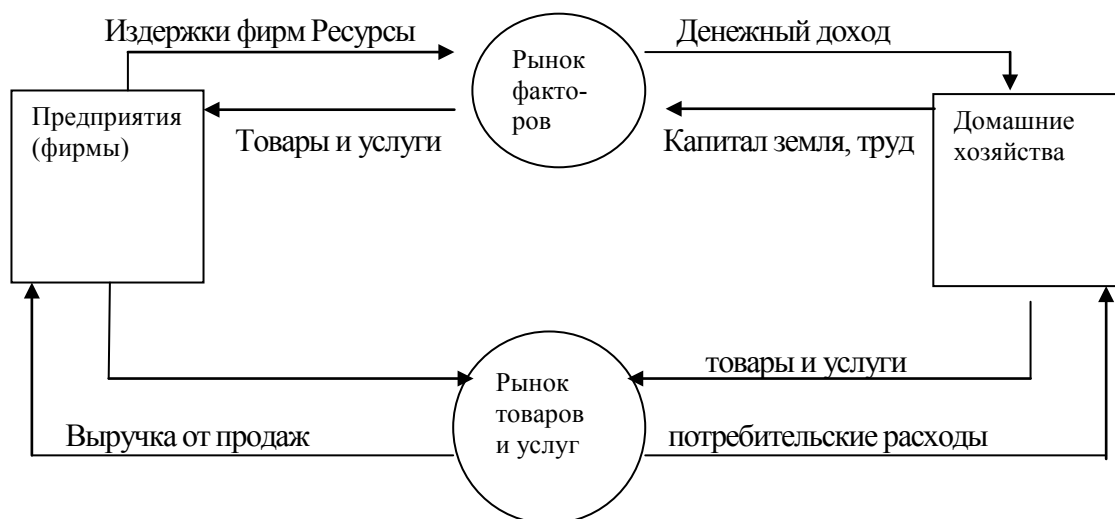 Издержки фирм Ресурсы
Денежный доход
Рынок
факто-
ров
Предприятия
(фирмы)
Товары и услуги
Капитал земля, труд
Домашние
хозяйства
товары и услуги
Рынок
товаров
и услуг
Выручка от продаж
потребительские расходы